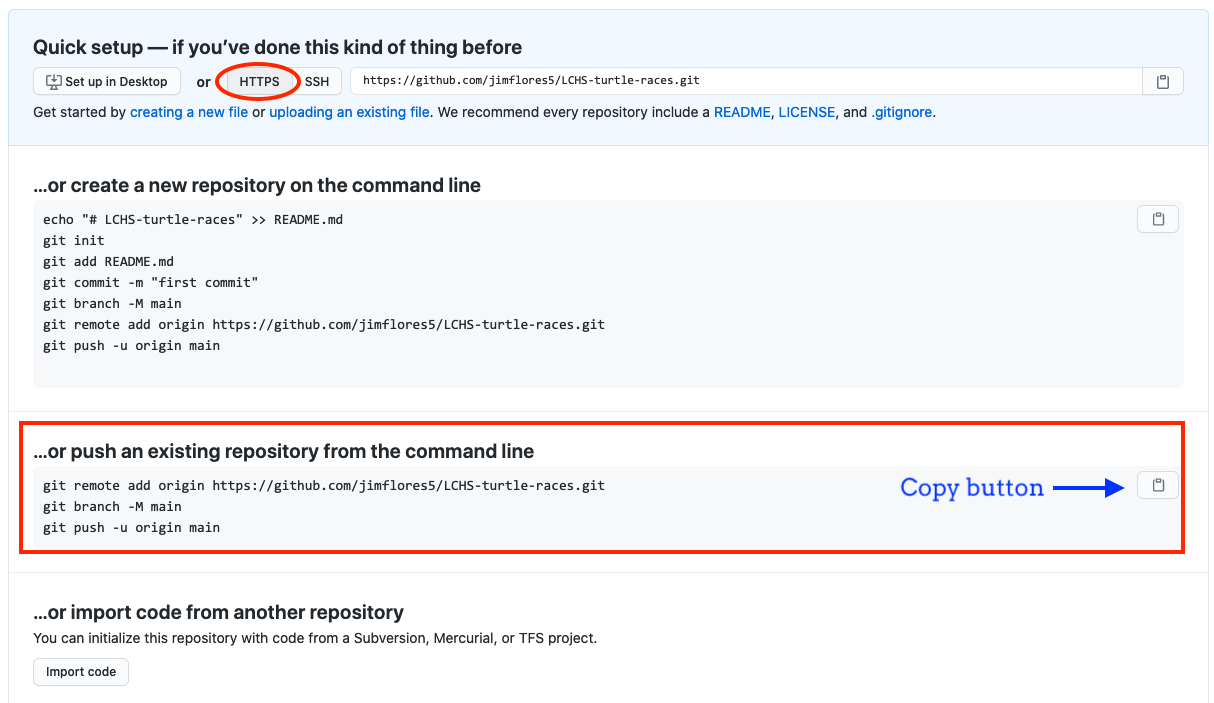 Quick setup — if you’ve done this kind of thing before
Set up in Desktop or HTTPS SSH https://github.com/jimflores5/LCHS-turtle-races.git
Get started by creating a new file or uploading an existing file. We recommend every repository include a README, LICENSE, and .gitignore.
…or create a new repository on the command line
echo "# LCHS-turtle-races" >> README.md
git init
git add README.md
git commit -m "first commit"
git branch -M main
git remote add origin https://github.com/jimflores5/LCHS-turtle-races.git
git push -u origin main
…or push an existing repository from the command line
git remote add origin https://github.com/jimflores5/LCHS-turtle-races.git
Copy button
git branch -M main
git push -u origin main
…or import code from another repository
You can initialize this repository with code from a Subversion, Mercurial, or TFS project.
Import code